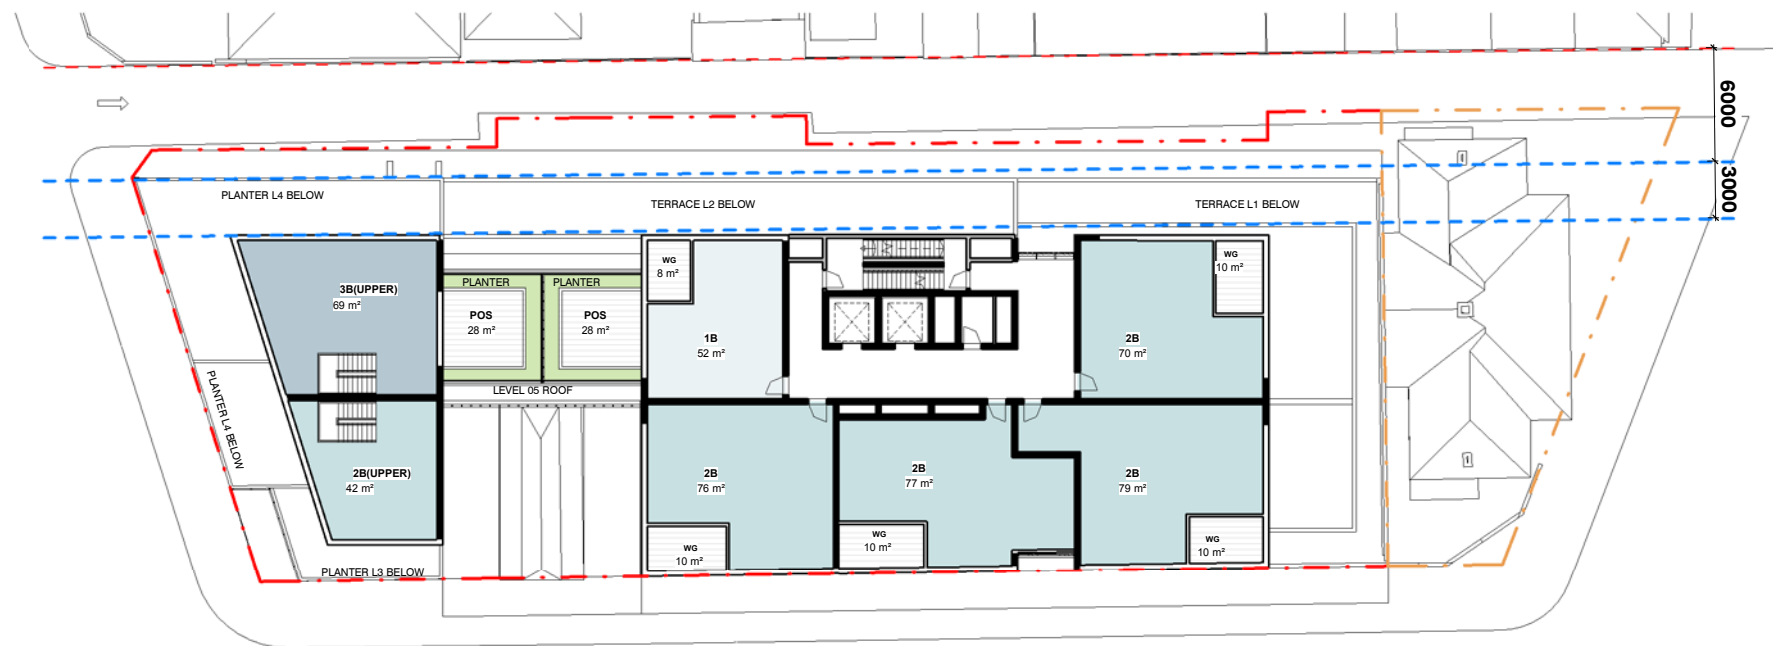 6000
3000
PLANTER L4 BELOW
TERRACE L2 BELOW
TERRACE L1 BELOW
3B(UPPER)
69 m²
PLANTER
PLANTER
POS
28 m²
POS
28 m²
WG
8 m²
1B
52 m²
WG
10 m²
2B
70 m²
LEVEL 05 ROOF
PLANTER L4 BELOW
2B(UPPER)
42 m²
2B
76 m²
2B
77 m²
2B
79 m²
WG
10 m²
WG
10 m²
WG
10 m²
PLANTER L3 BELOW